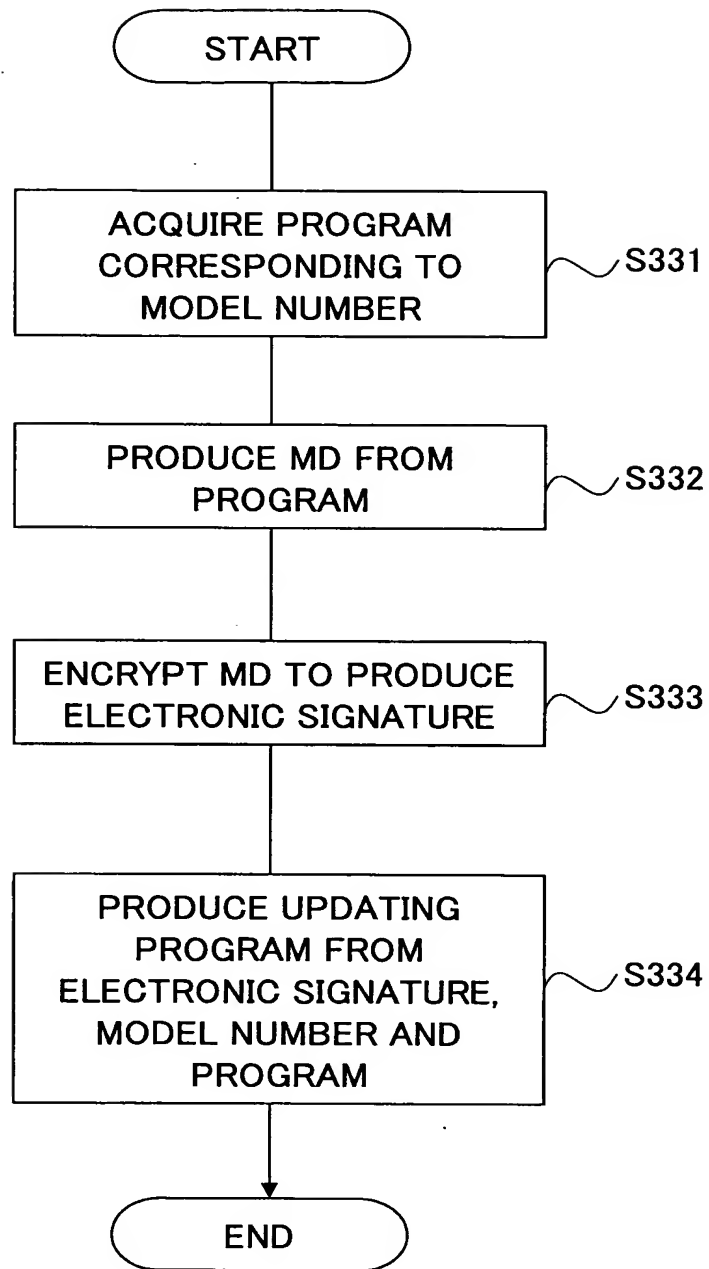 START
ACQUIRE PROGRAM
CORRESPONDING TO
MODEL NUMBER
S331
PRODUCE MD FROM
PROGRAM
S332
ENCRYPT MD TO PRODUCE
ELECTRONIC SIGNATURE
S333
PRODUCE UPDATING
PROGRAM FROM
ELECTRONIC SIGNATURE,
MODEL NUMBER AND
PROGRAM
S334
END